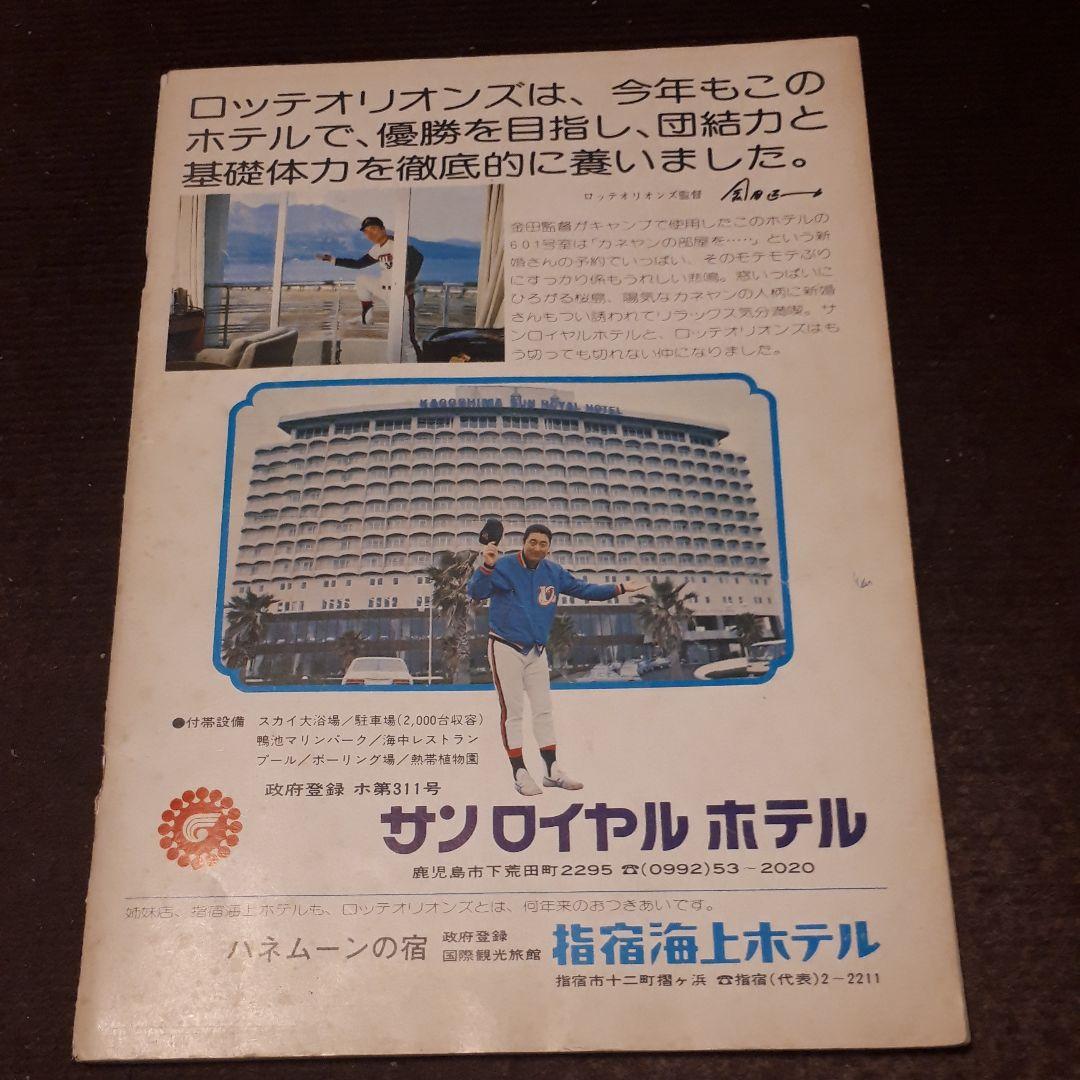 ロッテオリオンズは、今年もこの
ホテルで、優勝を目指し、団結力と
基礎体力を徹底的に養いました。
ロッテオリオンズ監督 金田正一
金田監督がキャンプで使用したこのホテルの
601号室は「カネヤンの部屋を……」という新
婚さんの予約でいっぱい、そのモテモテぶり
にすっかり係もうれしい悲鳴。窓いっぱいに
ひろがる桜島、陽気なカネヤンの人柄に新婚
さんもつい誘われてリラックス気分満喫。サ
ンロイヤルホテルと、ロッテオリオンズはも
う切っても切れない仲になりました。
KAGOSHIMA SUN ROYAL HOTEL
●付帯設備 スカイ大浴場/駐車場(2,000台収容)
鴨池マリンパーク/海中レストラン
プール/ボーリング場/熱帯植物園
政府登録 ホ第311号
サンロイヤルホテル
鹿児島市下荒田町2295 ☎(0992)53-2020
姉妹店、指宿海上ホテルも、ロッテオリオンズとは、何年来のおつきあいです。
ハネムーンの宿 政府登録
国際観光旅館 指宿海上ホテル
指宿市十二町摺ヶ浜 ☎指宿(代表)2-2211